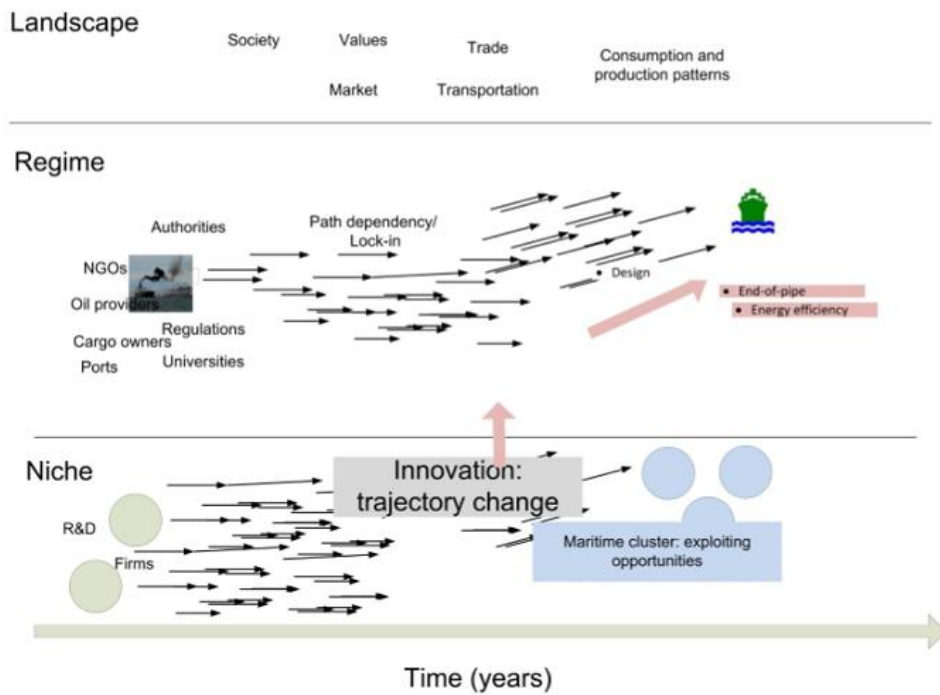 Landscape
Society
Values
Trade
Consumption and
production patterns
Market
Transportation
Regime
Authorities
Path dependency/
Lock-in
NGOs
Design
Oil providers
End-of-pipe
Energy efficiency
Regulations
Cargo owners
Ports
Universities
Niche
Innovation:
trajectory change
R&D
Firms
Maritime cluster: exploiting
opportunities
Time (years)